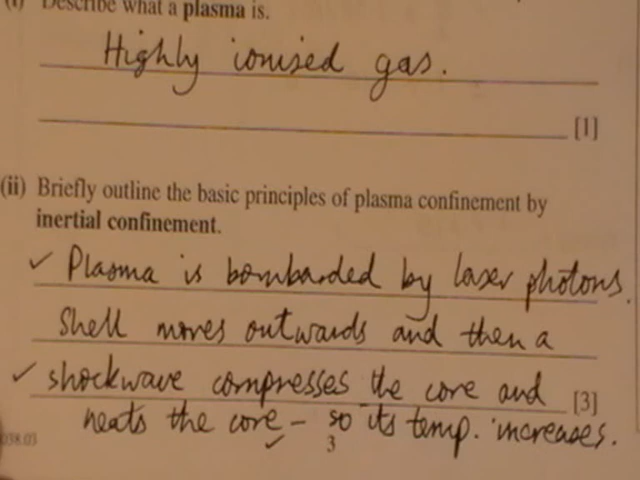 (i) Describe what a plasma is.
Highly ionised gas.
[1]
(ii) Briefly outline the basic principles of plasma confinement by
inertial confinement.
✓ Plasma is bombarded by laser photons.
Shell moves outwards and then a
✓ shockwave compresses the core and [3]
heats the core – so its temp. increases.
✓
038.03 3